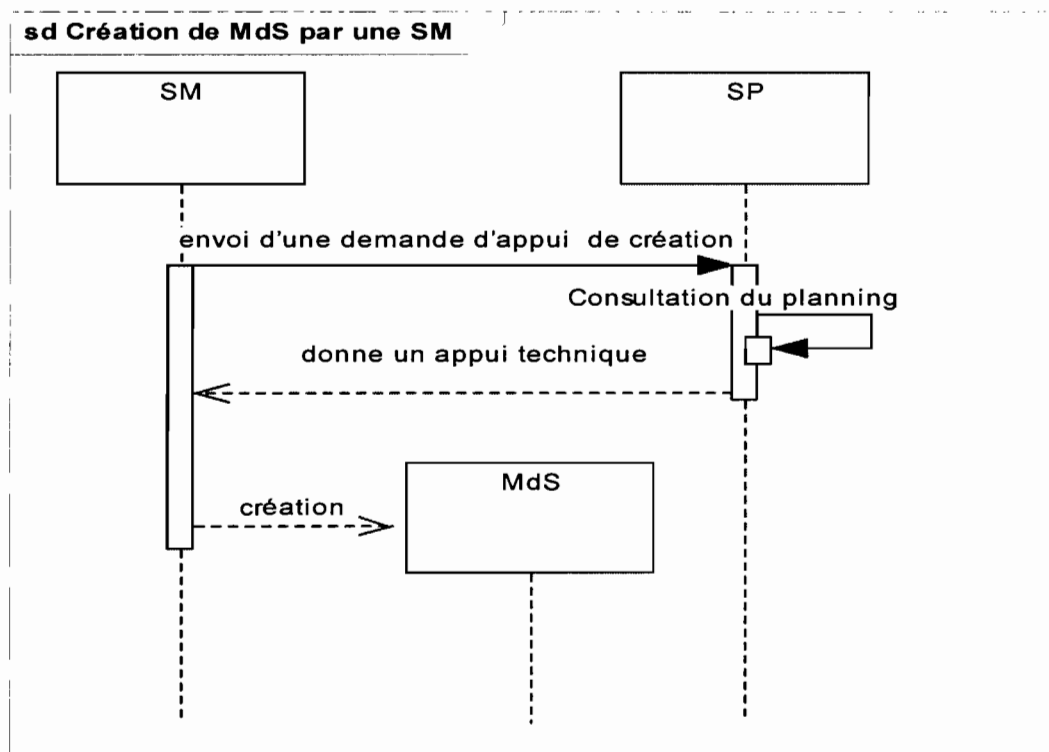 sd Création de MdS par une SM
SM
SP
envoi d'une demande d'appui de création
Consultation du planning
donne un appui technique
MdS
création